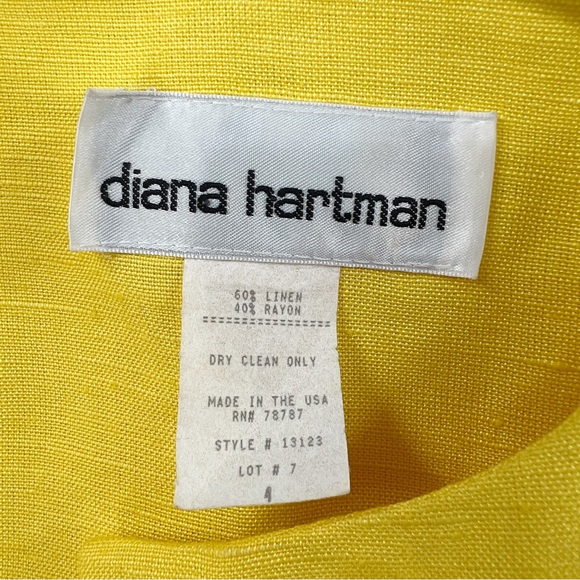 diana hartman
60% LINEN
40% RAYON
DRY CLEAN ONLY
MADE IN THE USA
RN# 78787
STYLE # 13123
LOT # 7